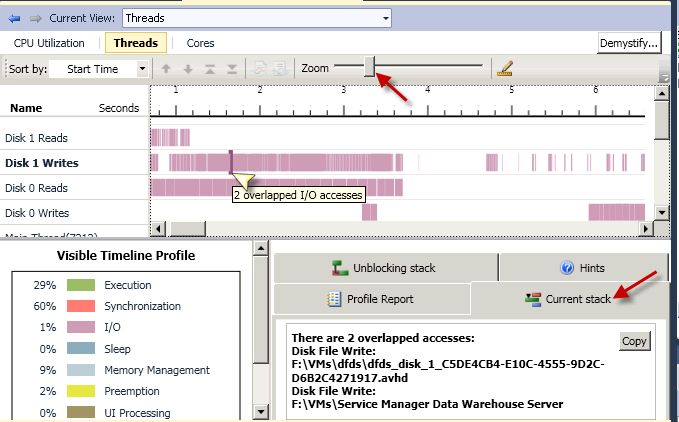 Current View: Threads
CPU Utilization Threads Cores Demystify...
Sort by: Start Time Zoom
Name Seconds 1 2 3 4 5 6
Disk 1 Reads
Disk 1 Writes
Disk 0 Reads
2 overlapped I/O accesses
Disk 0 Writes
Main Thread(7212)
Visible Timeline Profile
29% Execution
60% Synchronization
1% I/O
0% Sleep
9% Memory Management
2% Preemption
0% UI Processing
Unblocking stack Hints
Profile Report Current stack
There are 2 overlapped accesses: Copy
Disk File Write:
F:\VMs\dfds\dfds_disk_1_C5DE4CB4-E10C-4555-9D2C-
D6B2C4271917.avhd
Disk File Write:
F:\VMs\Service Manager Data Warehouse Server